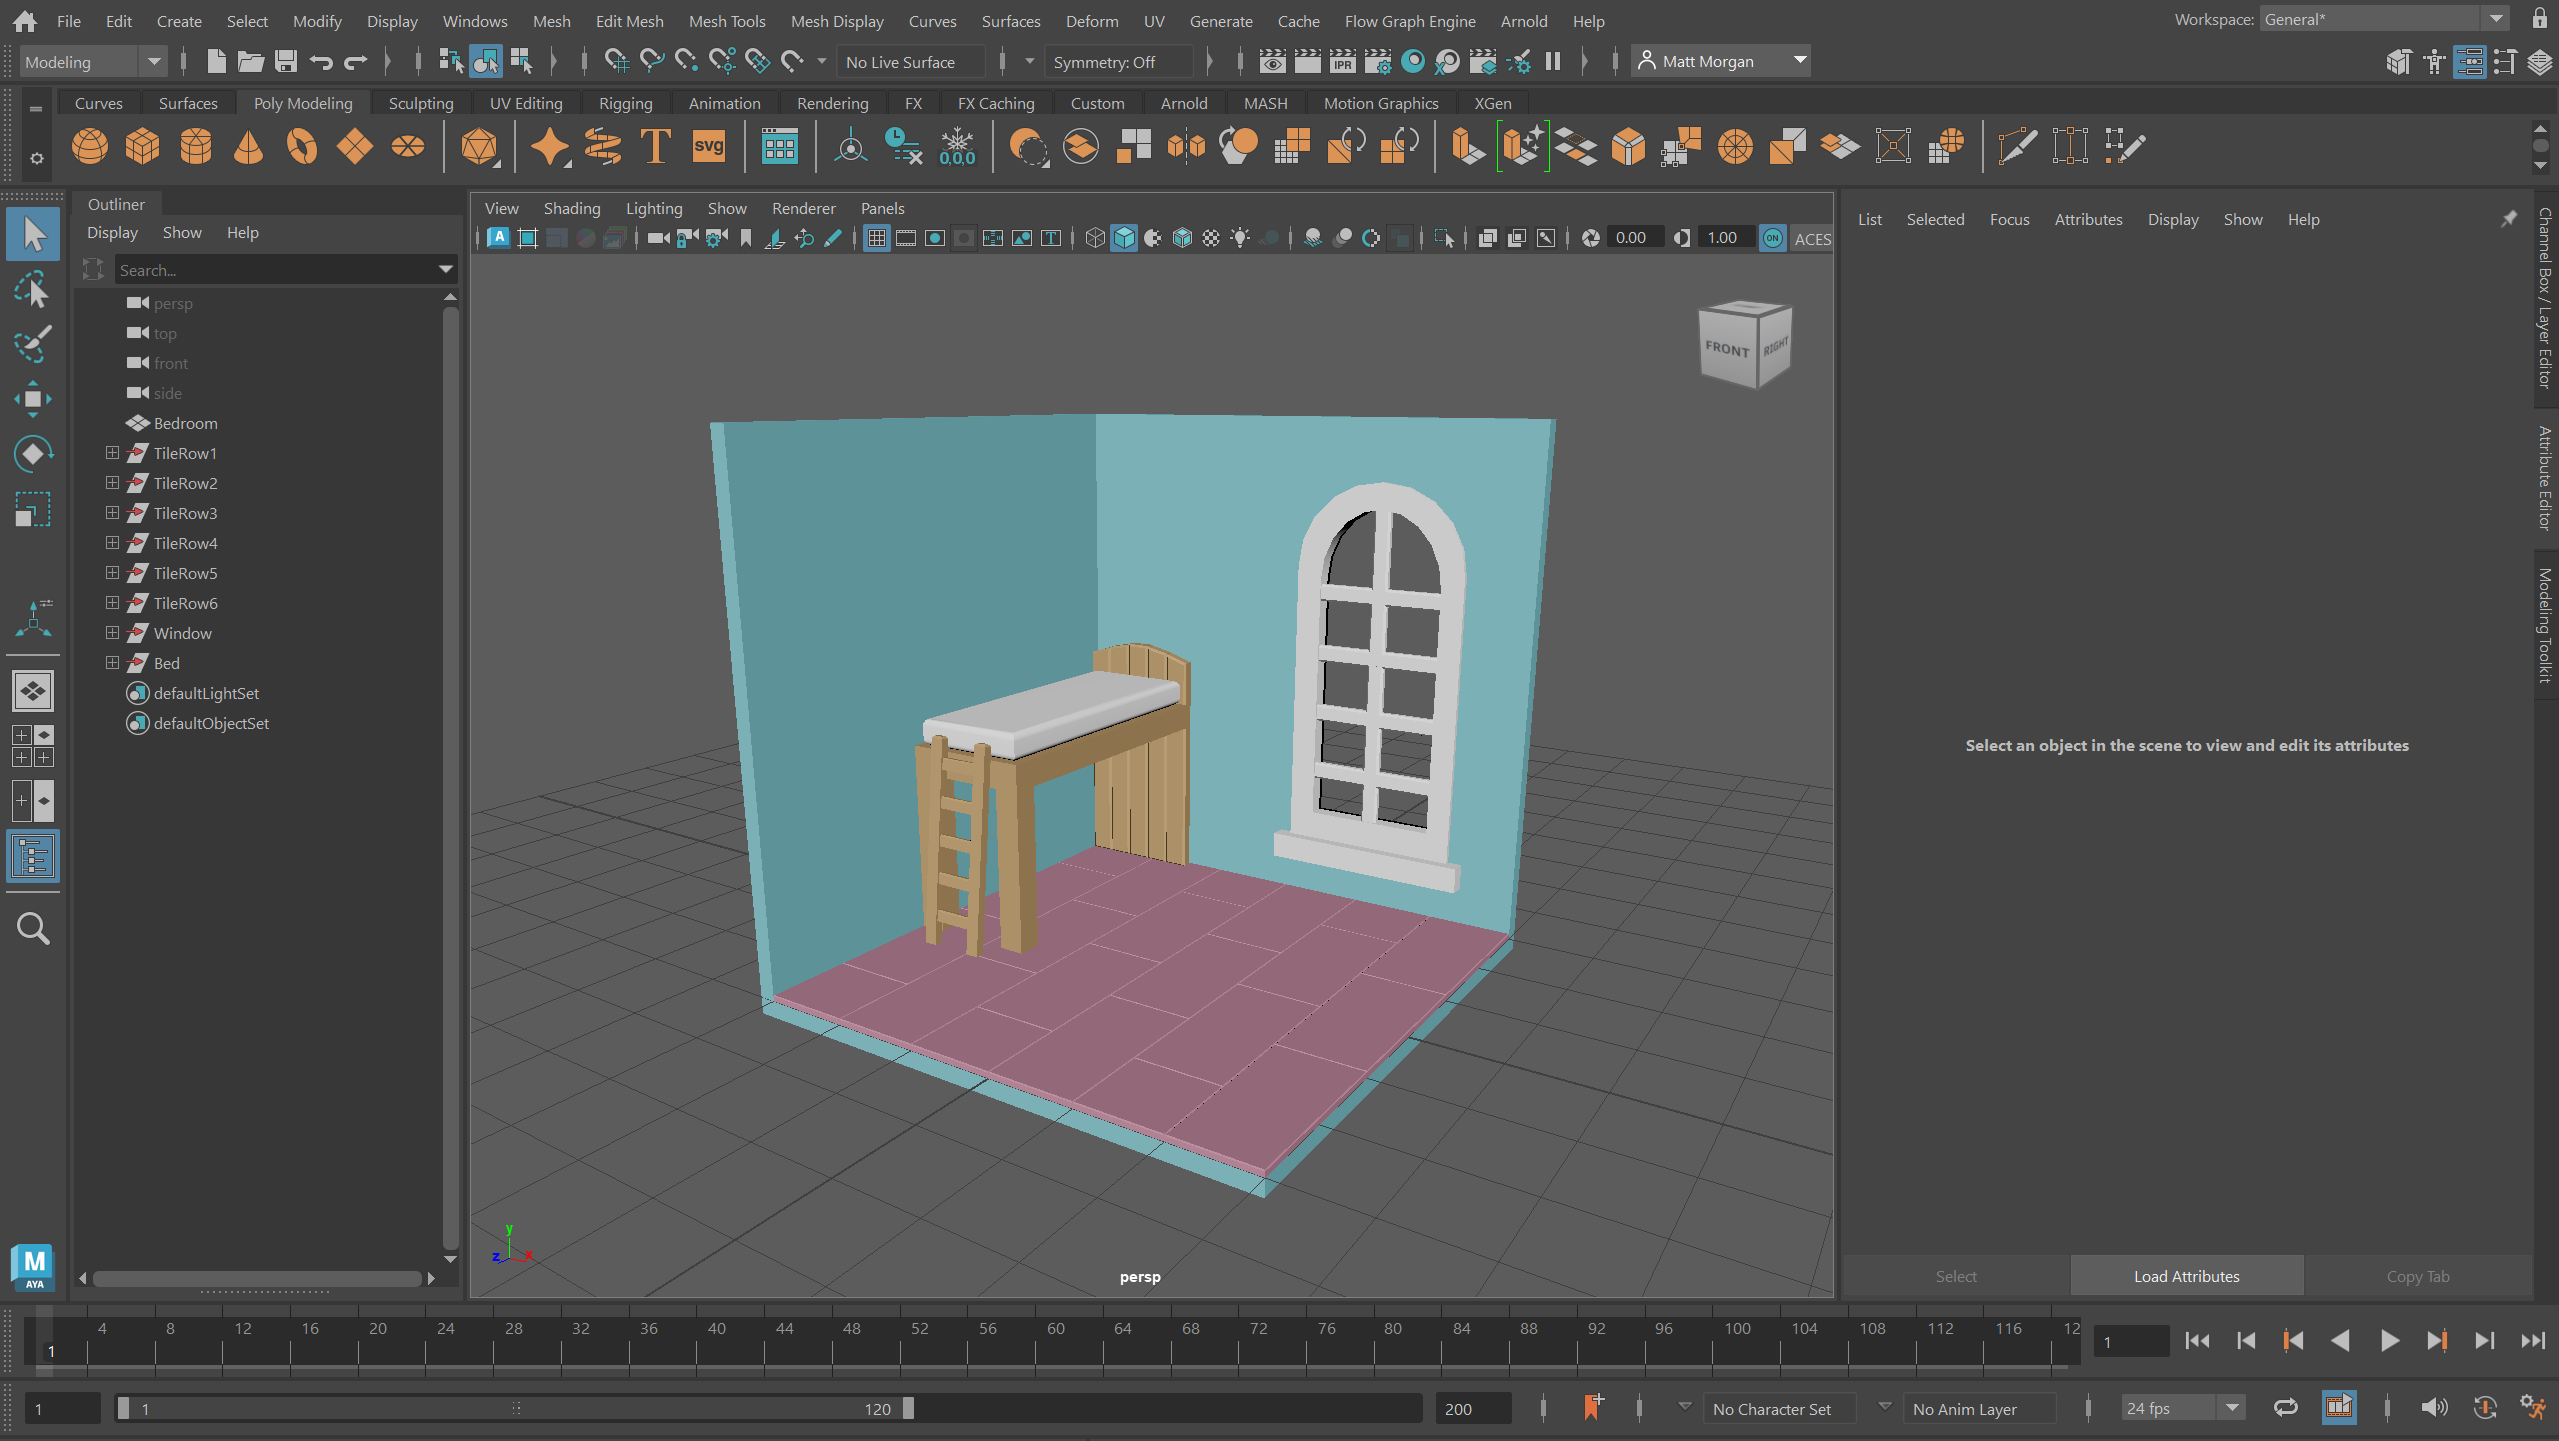 File Edit Create Select Modify Display Windows Mesh Edit Mesh Mesh Tools Mesh Display Curves Surfaces Deform UV Generate Cache Flow Graph Engine Arnold Help Workspace: General*
Modeling No Live Surface Symmetry: Off IPR Matt Morgan
Curves Surfaces Poly Modeling Sculpting UV Editing Rigging Animation Rendering FX FX Caching Custom Arnold MASH Motion Graphics XGen
T svg 0,0,0
Outliner
Display Show Help
Search...
persp
top
front
side
Bedroom
TileRow1
TileRow2
TileRow3
TileRow4
TileRow5
TileRow6
Window
Bed
defaultLightSet
defaultObjectSet
View Shading Lighting Show Renderer Panels
A T 0.00 1.00 ON ACES
FRONT RIGHT
y
z x
persp
List Selected Focus Attributes Display Show Help
Select an object in the scene to view and edit its attributes
Select Load Attributes Copy Tab
Channel Box / Layer Editor
Attribute Editor
Modeling Toolkit
M
AYA
4 8 12 16 20 24 28 32 36 40 44 48 52 56 60 64 68 72 76 80 84 88 92 96 100 104 108 112 116 12
1 1
1 1 120 200 No Character Set No Anim Layer 24 fps